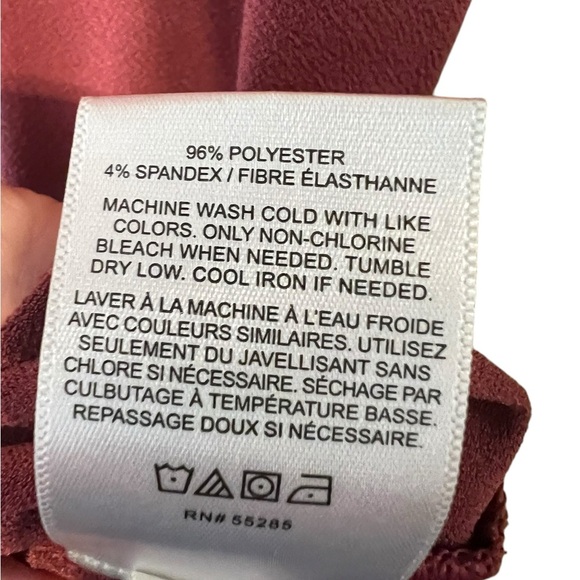 96% POLYESTER
4% SPANDEX / FIBRE ÉLASTHANNE
MACHINE WASH COLD WITH LIKE
COLORS. ONLY NON-CHLORINE
BLEACH WHEN NEEDED. TUMBLE
DRY LOW. COOL IRON IF NEEDED.
LAVER À LA MACHINE À L'EAU FROIDE
AVEC COULEURS SIMILAIRES. UTILISEZ
SEULEMENT DU JAVELLISANT SANS
CHLORE SI NÉCESSAIRE. SÉCHAGE PAR
CULBUTAGE À TEMPÉRATURE BASSE.
REPASSAGE DOUX SI NÉCESSAIRE.
RN# 55285